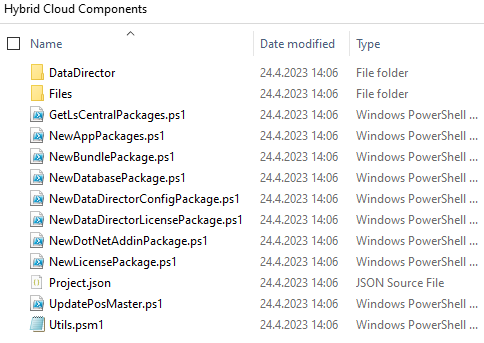 Hybrid Cloud Components
Name Date modified Type
DataDirector 24.4.2023 14:06 File folder
Files 24.4.2023 14:06 File folder
GetLsCentralPackages.ps1 24.4.2023 14:06 Windows PowerShell ...
NewAppPackages.ps1 24.4.2023 14:06 Windows PowerShell ...
NewBundlePackage.ps1 24.4.2023 14:06 Windows PowerShell ...
NewDatabasePackage.ps1 24.4.2023 14:06 Windows PowerShell ...
NewDataDirectorConfigPackage.ps1 24.4.2023 14:06 Windows PowerShell ...
NewDataDirectorLicensePackage.ps1 24.4.2023 14:06 Windows PowerShell ...
NewDotNetAddinPackage.ps1 24.4.2023 14:06 Windows PowerShell ...
NewLicensePackage.ps1 24.4.2023 14:06 Windows PowerShell ...
Project.json 24.4.2023 14:06 JSON Source File
UpdatePosMaster.ps1 24.4.2023 14:06 Windows PowerShell ...
Utils.psm1 24.4.2023 14:06 Windows PowerShell ...